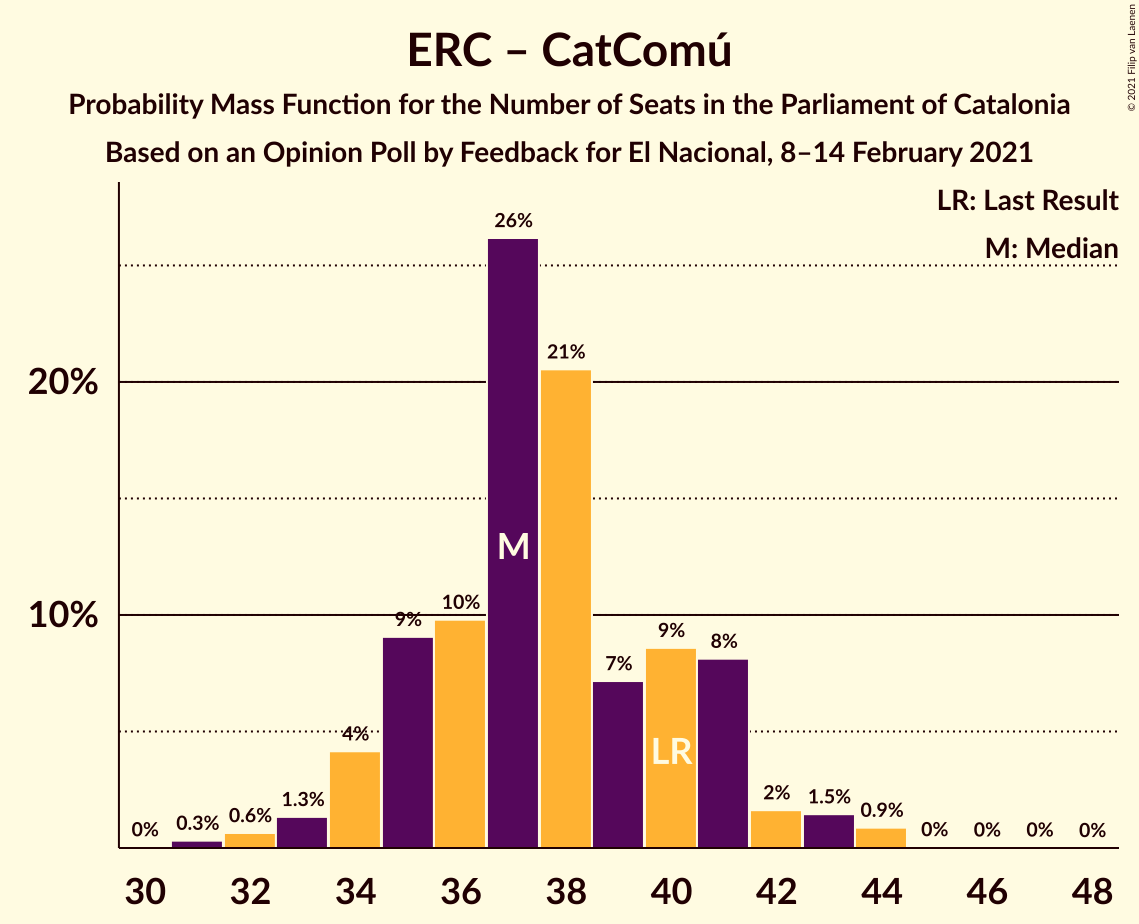 ERC – CatComú
Probability Mass Function for the Number of Seats in the Parliament of Catalonia
Based on an Opinion Poll by Feedback for El Nacional, 8–14 February 2021
© 2021 Filip van Laenen
LR: Last Result
M: Median
20%
10%
0%
0.3%
0.6%
1.3%
4%
9%
10%
26%
21%
7%
9%
8%
2%
1.5%
0.9%
0%
0%
0%
0%
M
LR
30 32 34 36 38 40 42 44 46 48